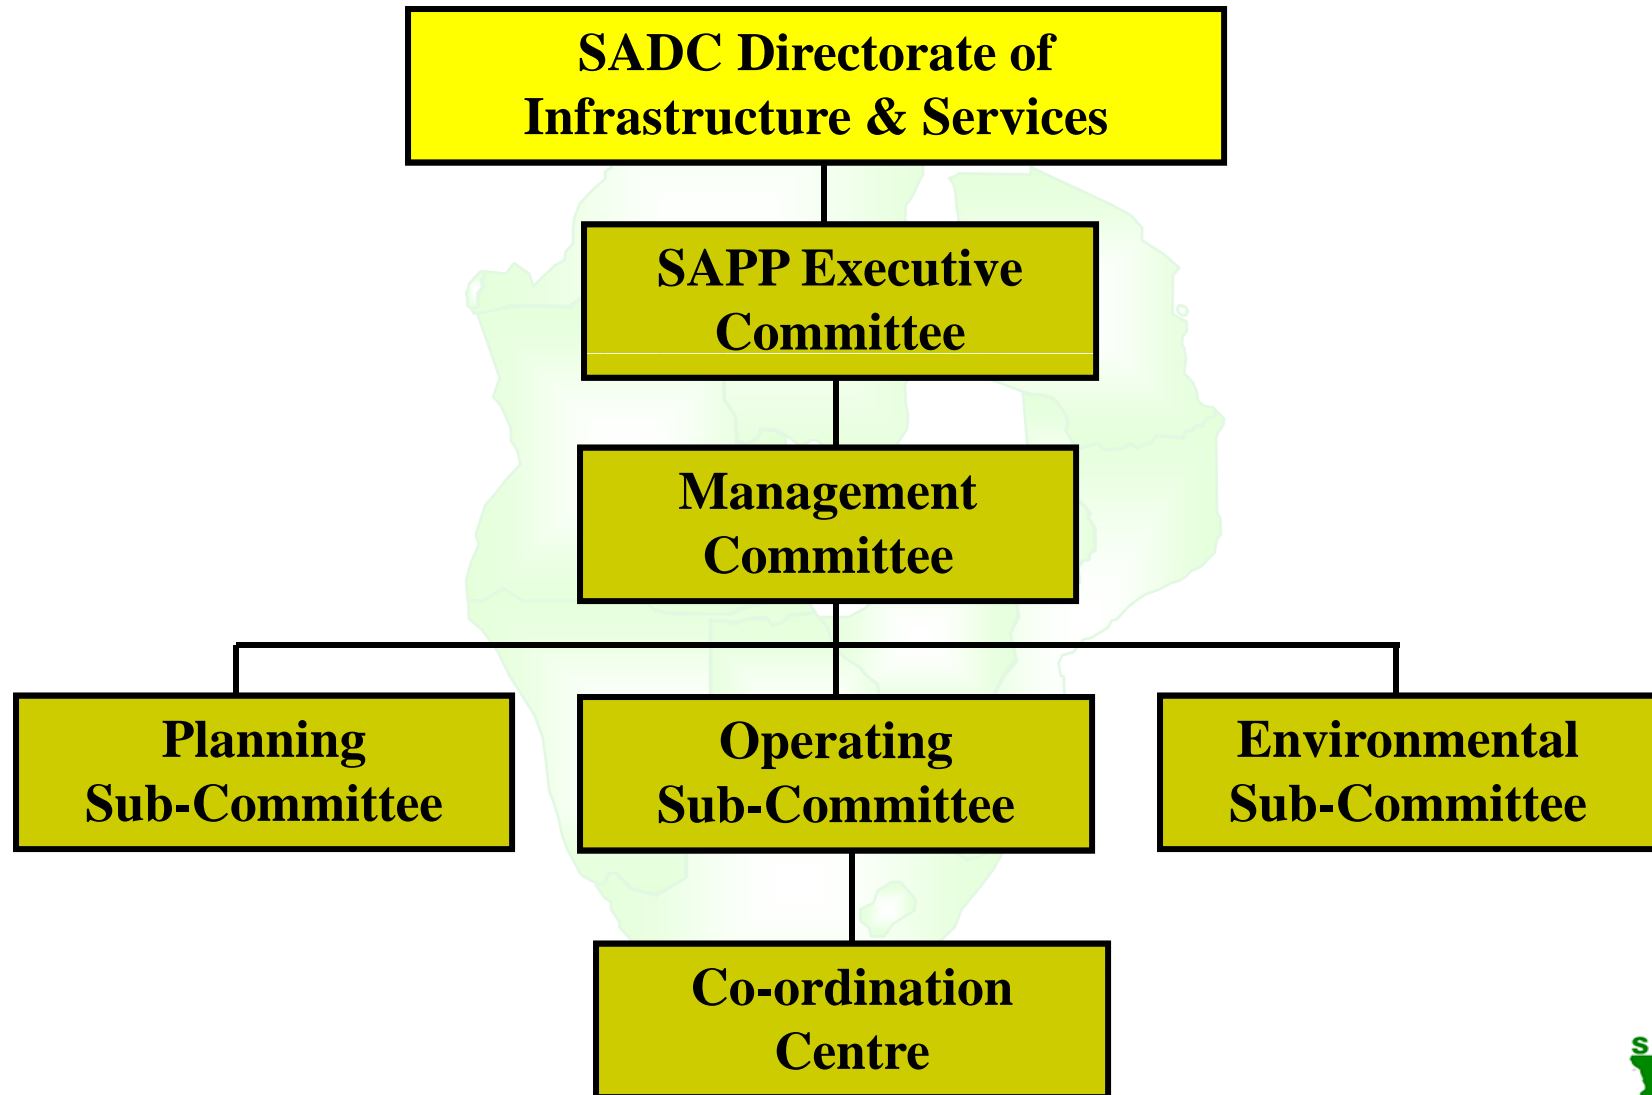 SADC Directorate of
Infrastructure & Services
SAPP Executive
Committee
Management
Committee
Planning
Sub-Committee
Operating
Sub-Committee
Environmental
Sub-Committee
Co-ordination
Centre
S